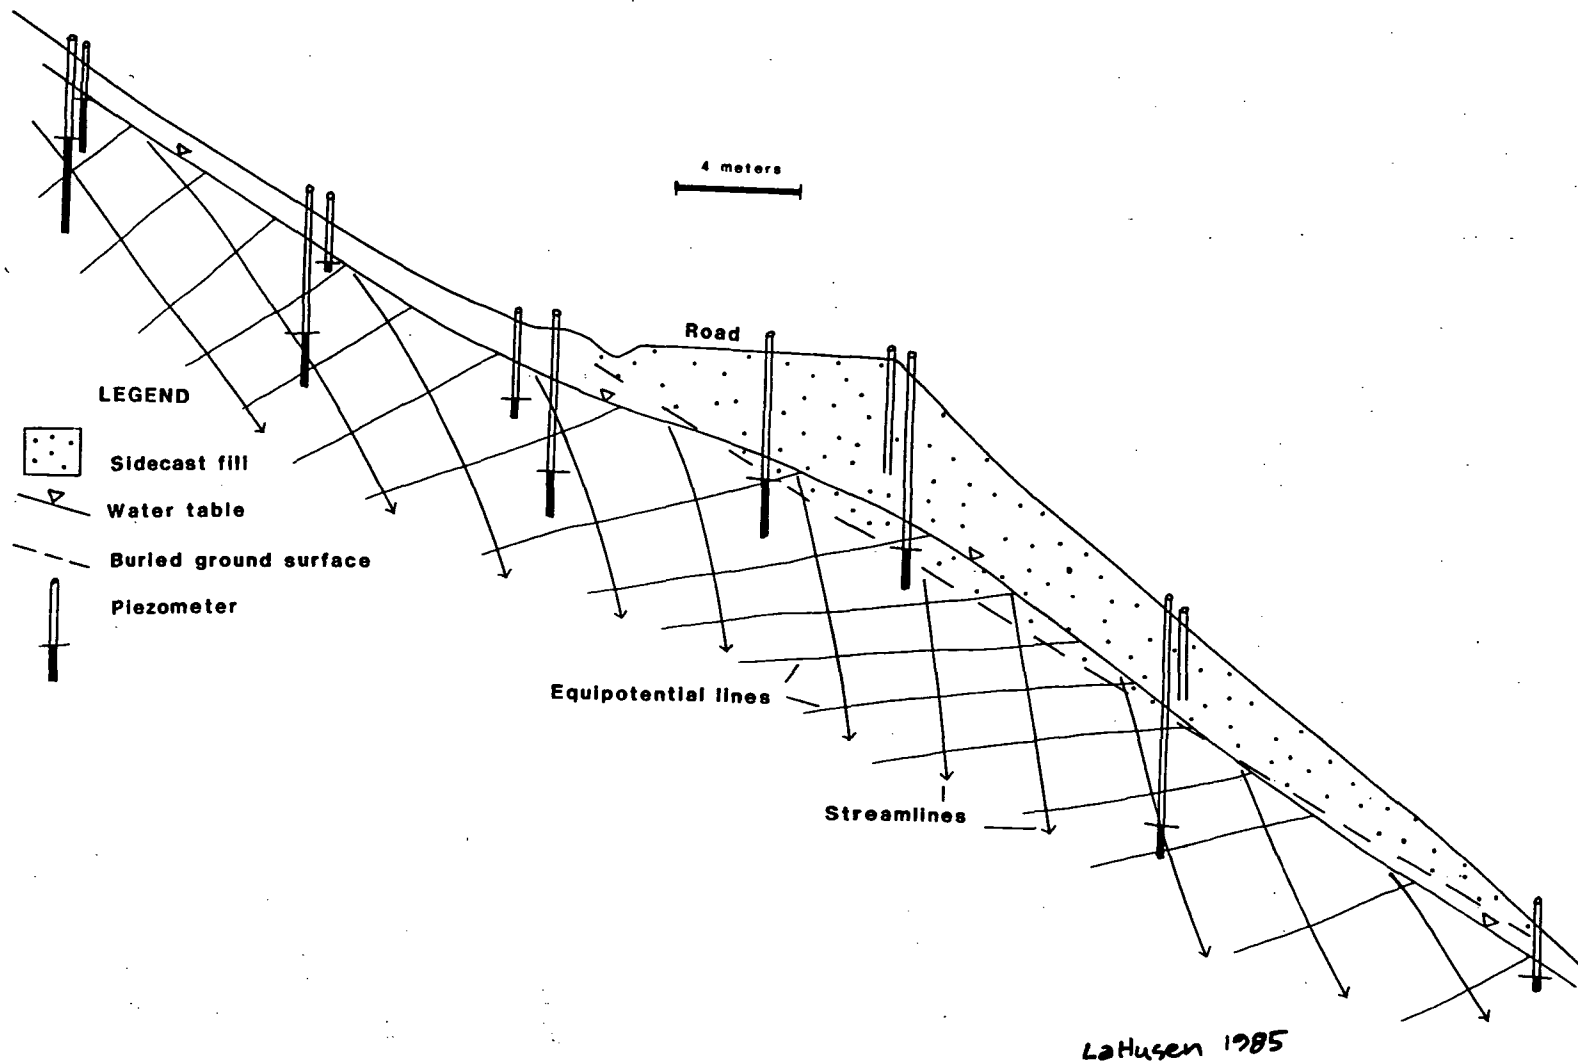 4 meters
Road
LEGEND
Sidecast fill
Water table
Buried ground surface
Piezometer
Equipotential lines
Streamlines
LaHusen 1985